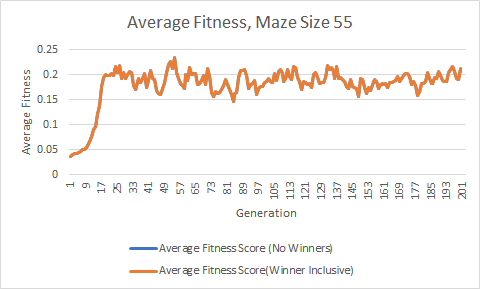 Average Fitness, Maze Size 55
Average Fitness
0.25
0.2
0.15
0.1
0.05
0
1 9 17 25 33 41 49 57 65 73 81 89 97 105 113 121 129 137 145 153 161 169 177 185 193 201
Generation
Average Fitness Score (No Winners)
Average Fitness Score(Winner Inclusive)